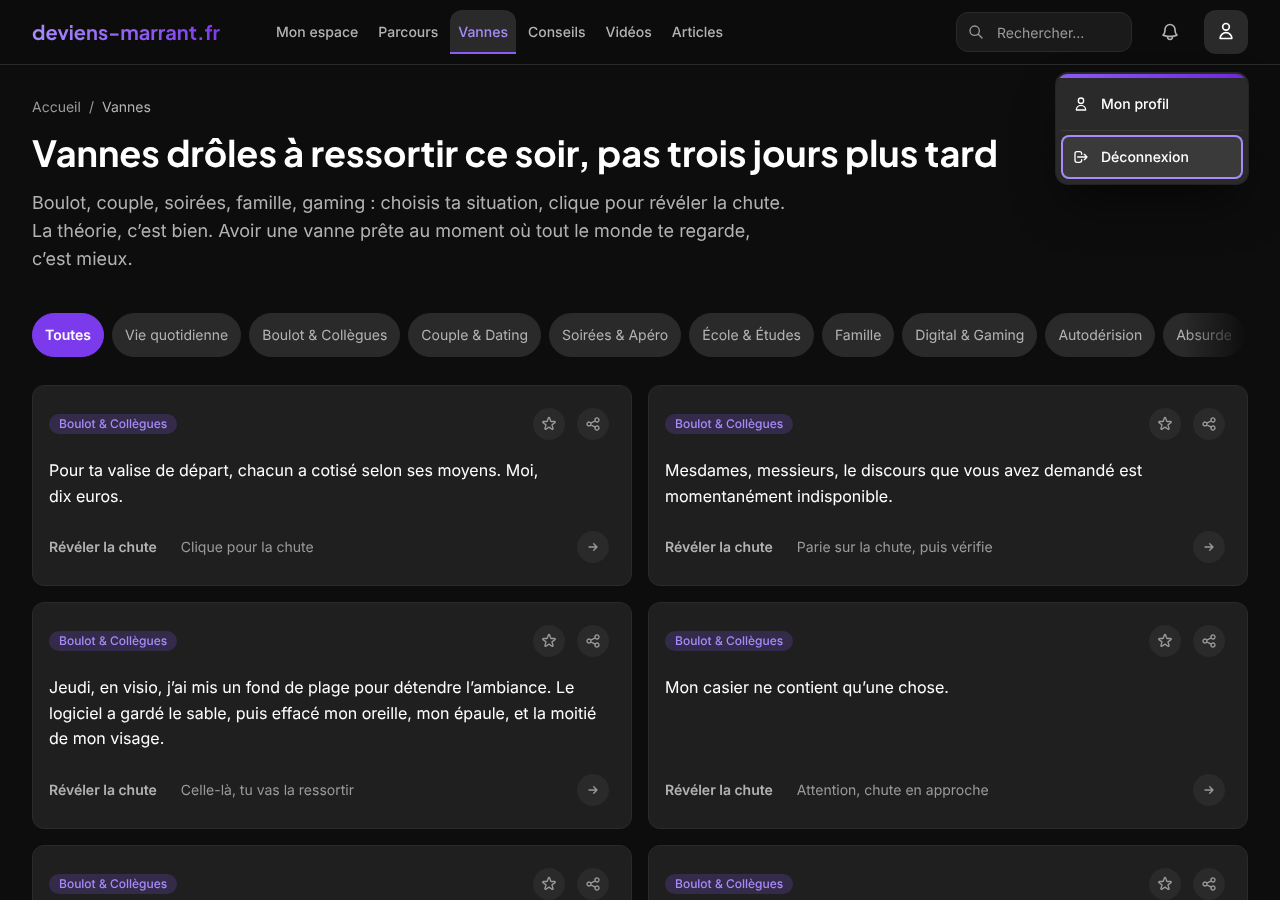 deviens-marrant.fr
Mon espace
Parcours
Vannes
Conseils
Vidéos
Articles
Rechercher...
Mon profil
Déconnexion
Accueil / Vannes
Vannes drôles à ressortir ce soir, pas trois jours plus tard
Boulot, couple, soirées, famille, gaming : choisis ta situation, clique pour révéler la chute.
La théorie, c’est bien. Avoir une vanne prête au moment où tout le monde te regarde,
c’est mieux.
Toutes
Vie quotidienne
Boulot & Collègues
Couple & Dating
Soirées & Apéro
École & Études
Famille
Digital & Gaming
Autodérision
Absurde
Boulot & Collègues
Pour ta valise de départ, chacun a cotisé selon ses moyens. Moi,
dix euros.
Révéler la chute
Clique pour la chute
Boulot & Collègues
Mesdames, messieurs, le discours que vous avez demandé est
momentanément indisponible.
Révéler la chute
Parie sur la chute, puis vérifie
Boulot & Collègues
Jeudi, en visio, j’ai mis un fond de plage pour détendre l’ambiance. Le
logiciel a gardé le sable, puis effacé mon oreille, mon épaule, et la moitié
de mon visage.
Révéler la chute
Celle-là, tu vas la ressortir
Boulot & Collègues
Mon casier ne contient qu’une chose.
Révéler la chute
Attention, chute en approche
Boulot & Collègues
Boulot & Collègues